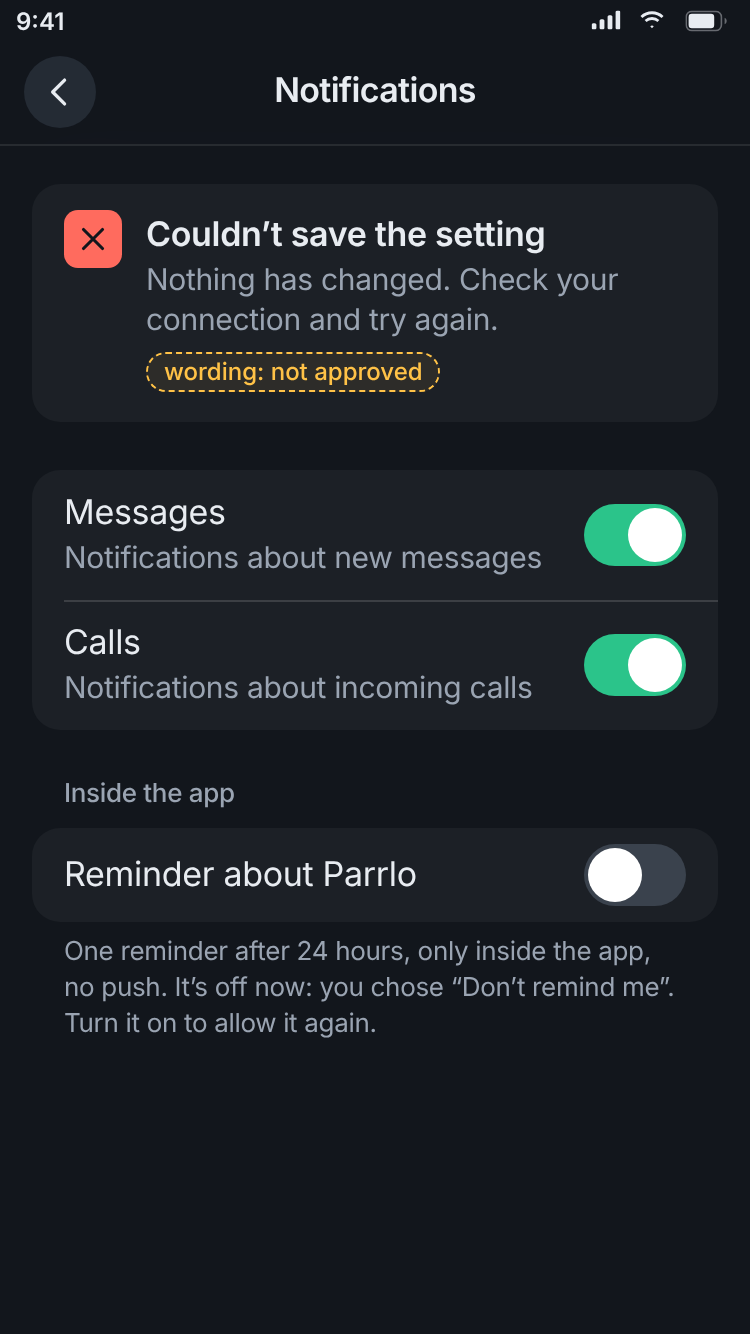 9:41
Notifications
Couldn’t save the setting
Nothing has changed. Check your
connection and try again.
wording: not approved
Messages
Notifications about new messages
Calls
Notifications about incoming calls
Inside the app
Reminder about Parrlo
One reminder after 24 hours, only inside the app,
no push. It’s off now: you chose “Don’t remind me”.
Turn it on to allow it again.